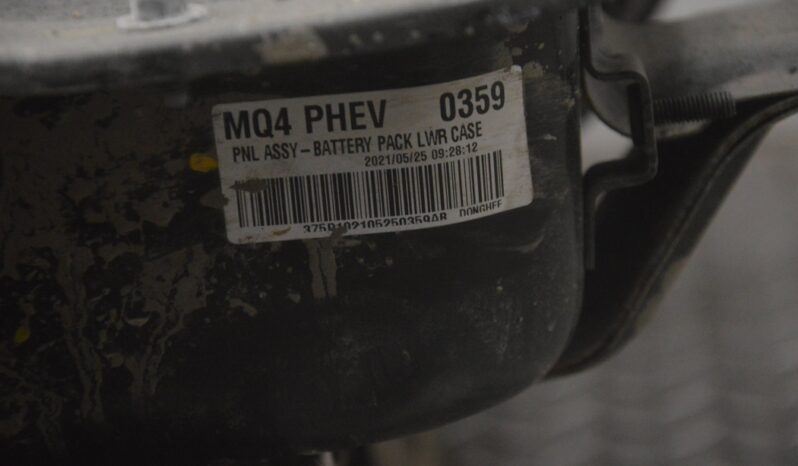 MQ4 PHEV 0359
PNL ASSY-BATTERY PACK LWR CASE
2021/05/25 09:28:12
DONGHEE